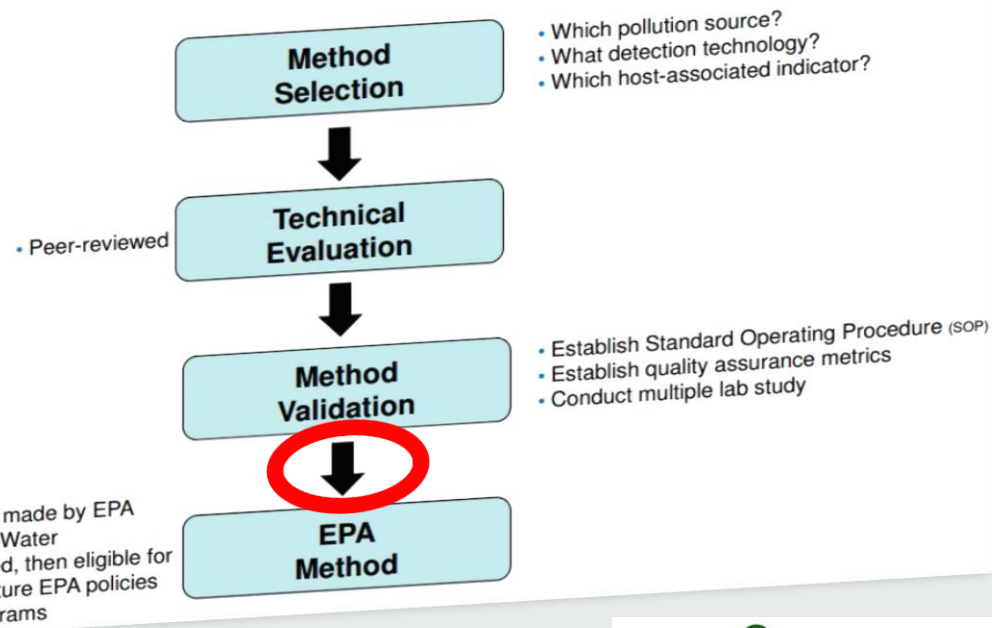 Method
Selection
• Which pollution source?
• What detection technology?
• Which host-associated indicator?
• Peer-reviewed
Technical
Evaluation
Method
Validation
• Establish Standard Operating Procedure (SOP)
• Establish quality assurance metrics
• Conduct multiple lab study
made by EPA
Water
then eligible for
EPA policies
EPA
Method